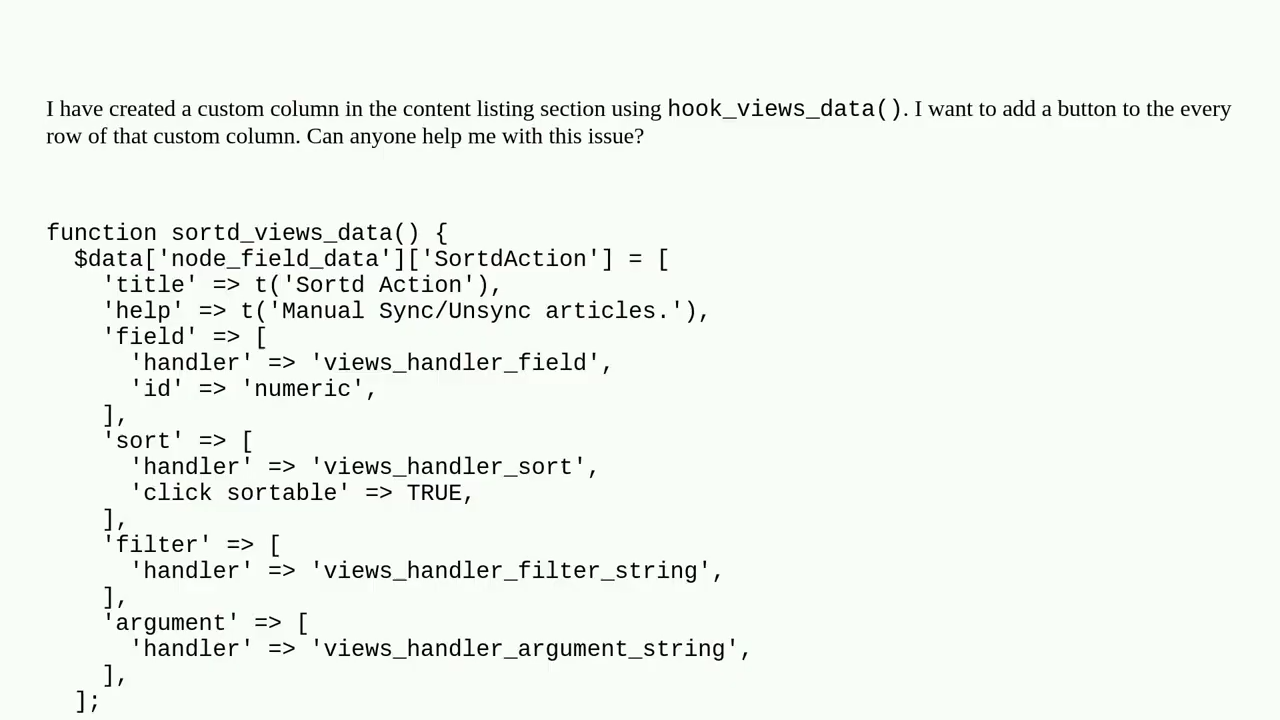 I have created a custom column in the content listing section using hook_views_data(). I want to add a button to the every
row of that custom column. Can anyone help me with this issue?
function sortd_views_data() {
  $data['node_field_data']['SortdAction'] = [
    'title' => t('Sortd Action'),
    'help' => t('Manual Sync/Unsync articles.'),
    'field' => [
      'handler' => 'views_handler_field',
      'id' => 'numeric',
    ],
    'sort' => [
      'handler' => 'views_handler_sort',
      'click sortable' => TRUE,
    ],
    'filter' => [
      'handler' => 'views_handler_filter_string',
    ],
    'argument' => [
      'handler' => 'views_handler_argument_string',
    ],
  ];